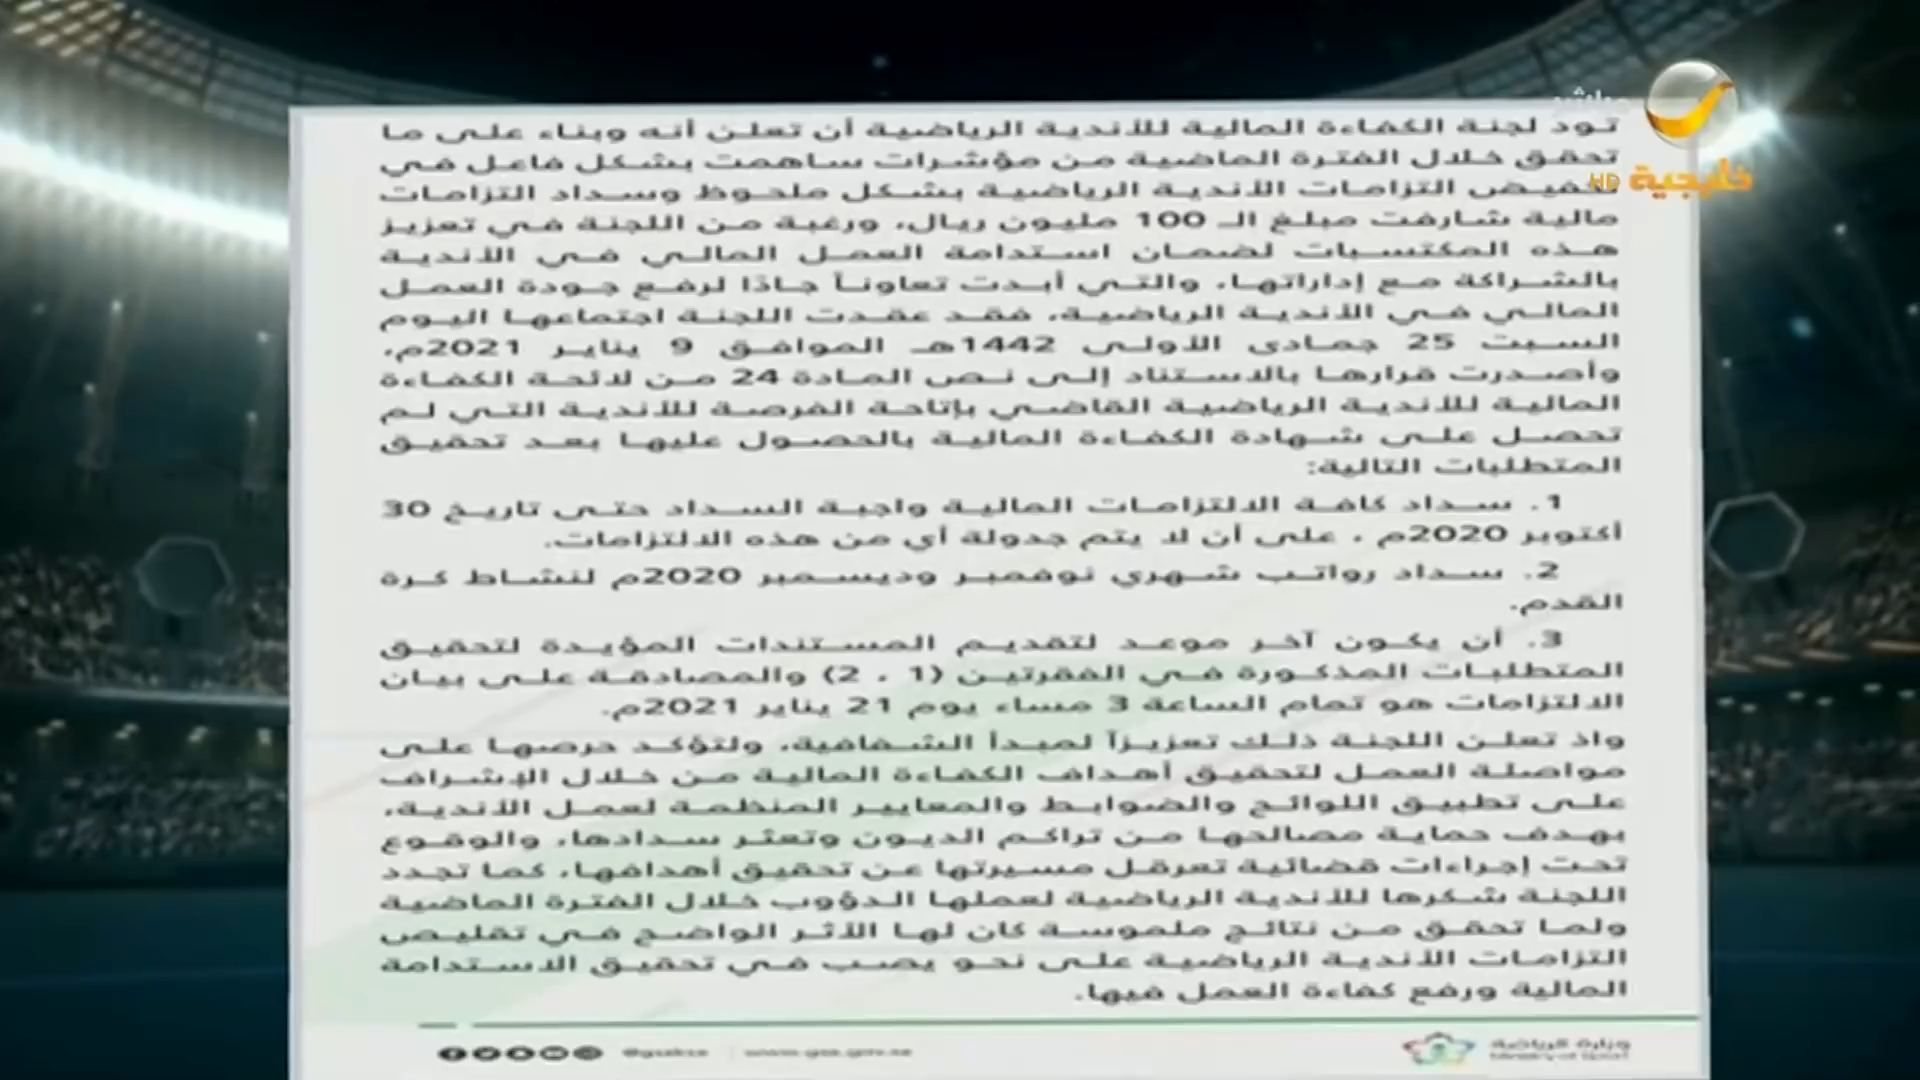 مباشر
خليجية HD
تود لجنة الكفاءة المالية للأندية الرياضية أن تعلن أنه وبناء على ما
تحقق خلال الفترة الماضية من مؤشرات ساهمت بشكل فاعل في
تخفيض التزامات الأندية الرياضية بشكل ملحوظ وسداد التزامات
مالية شارفت مبلغ الـ 100 مليون ريال، ورغبة من اللجنة في تعزيز
هذه المكتسبات لضمان استدامة العمل المالي في الأندية
بالشراكة مع إداراتها، والتي أبدت تعاوناً جادًا لرفع جودة العمل
المالي في الأندية الرياضية، فقد عقدت اللجنة اجتماعها اليوم
السبت 25 جمادى الأولى 1442هـ الموافق 9 يناير 2021م،
وأصدرت قرارها بالاستناد إلى نص المادة 24 من لائحة الكفاءة
المالية للأندية الرياضية القاضي بإتاحة الفرصة للأندية التي لم
تحصل على شهادة الكفاءة المالية بالحصول عليها بعد تحقيق
المتطلبات التالية:
1. سداد كافة الالتزامات المالية واجبة السداد حتى تاريخ 30
أكتوبر 2020م ، على أن لا يتم جدولة أي من هذه الالتزامات.
2. سداد رواتب شهري نوفمبر وديسمبر 2020م لنشاط كرة
القدم.
3. أن يكون آخر موعد لتقديم المستندات المؤيدة لتحقيق
المتطلبات المذكورة في الفقرتين (1 ، 2) والمصادقة على بيان
الالتزامات هو تمام الساعة 3 مساء يوم 21 يناير 2021م.
واذ تعلن اللجنة ذلك تعزيزاً لمبدأ الشفافية، ولتؤكد حرصها على
مواصلة العمل لتحقيق أهداف الكفاءة المالية من خلال الإشراف
على تطبيق اللوائح والضوابط والمعايير المنظمة لعمل الأندية،
بهدف حماية مصالحها من تراكم الديون وتعثر سدادها، والوقوع
تحت إجراءات قضائية تعرقل مسيرتها عن تحقيق أهدافها، كما تجدد
اللجنة شكرها للأندية الرياضية لعملها الدؤوب خلال الفترة الماضية
ولما تحقق من نتائج ملموسة كان لها الأثر الواضح في تقليص
التزامات الأندية الرياضية على نحو يصب في تحقيق الاستدامة
المالية ورفع كفاءة العمل فيها.
وزارة الرياضة
Ministry of Sport
@gsaksa www.gsa.gov.sa